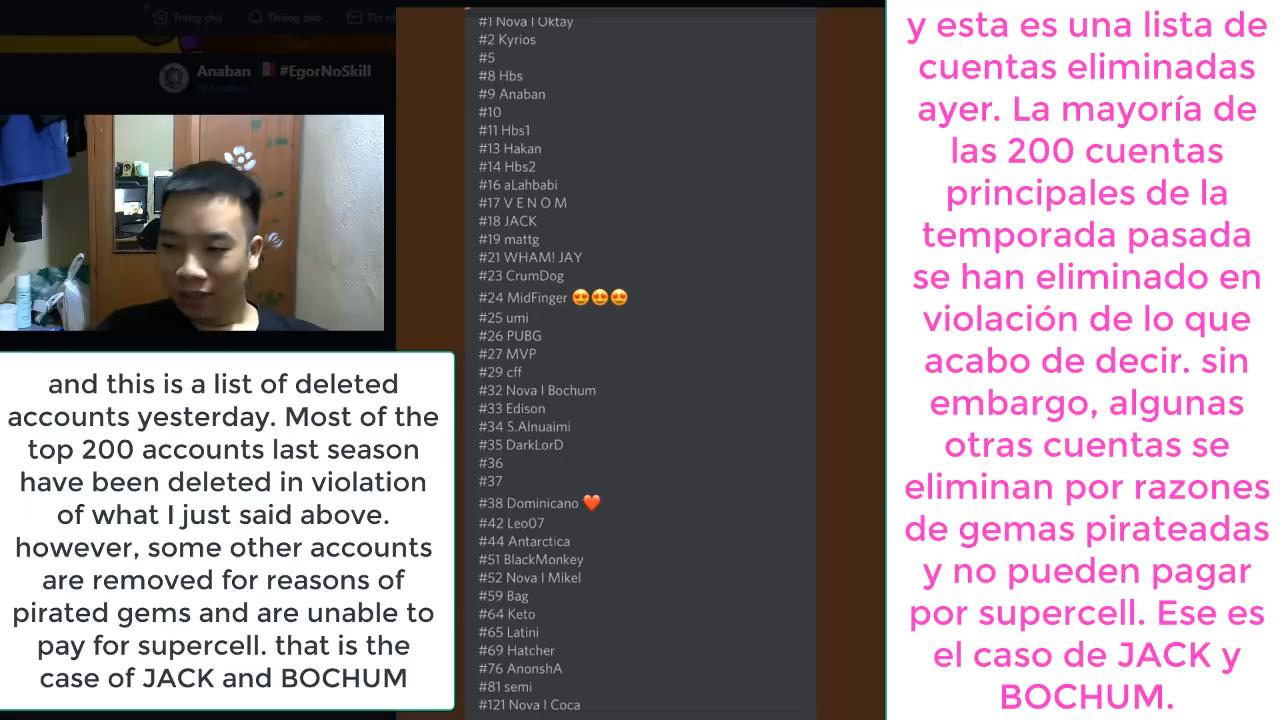 Trang chủ
Thông báo
Tin nh
Anaban #EgorNoSkill
and this is a list of deleted
accounts yesterday. Most of the
top 200 accounts last season
have been deleted in violation
of what I just said above.
however, some other accounts
are removed for reasons of
pirated gems and are unable to
pay for supercell. that is the
case of JACK and BOCHUM
#1 Nova | Oktay
#2 Kyrios
#5
#8 Hbs
#9 Anaban
#10
#11 Hbs1
#13 Hakan
#14 Hbs2
#16 aLahbabi
#17 V E N O M
#18 JACK
#19 mattg
#21 WHAM! JAY
#23 CrumDog
#24 MidFinger 😍😍😍
#25 umi
#26 PUBG
#27 MVP
#29 cff
#32 Nova | Bochum
#33 Edison
#34 S.Alnuaimi
#35 DarkLorD
#36
#37
#38 Dominicano ❤️
#42 Leo07
#44 Antarctica
#51 BlackMonkey
#52 Nova | Mikel
#59 Bag
#64 Keto
#65 Latini
#69 Hatcher
#76 AnonshA
#81 semi
#121 Nova | Coca
y esta es una lista de
cuentas eliminadas
ayer. La mayoría de
las 200 cuentas
principales de la
temporada pasada
se han eliminado en
violación de lo que
acabo de decir. sin
embargo, algunas
otras cuentas se
eliminan por razones
de gemas pirateadas
y no pueden pagar
por supercell. Ese es
el caso de JACK y
BOCHUM.